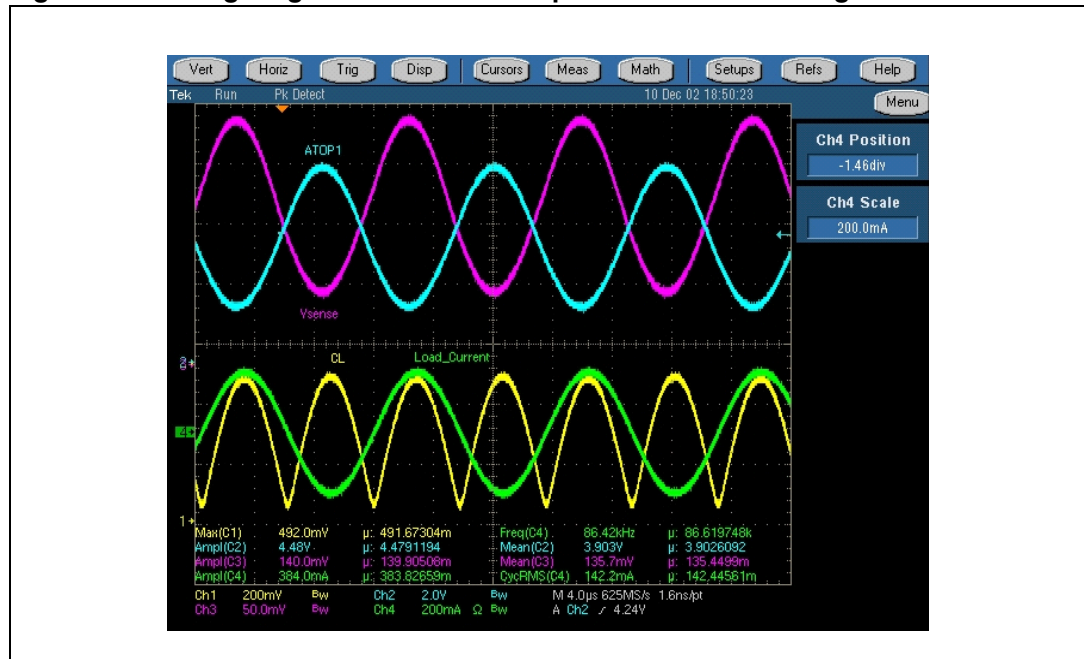 Vert Horiz Trig Disp Cursors Meas Math Setups Refs Help
Tek Run Pk Detect 10 Dec 02 18:50:23 Menu
Ch4 Position
-1.46div
Ch4 Scale
200.0mA
ATOP1
Vsense
CL Load_Current
2
4
1
Max(C1) 492.0mV µ: 491.67304m Freq(C4) 86.42kHz µ: 86.619748k
Ampl(C2) 4.48V µ: 4.4791194 Mean(C2) 3.903V µ: 3.9026092
Ampl(C3) 140.0mV µ: 139.90508m Mean(C3) 135.7mV µ: 135.4499m
Ampl(C4) 384.0mA µ: 383.82659m CycRMS(C4) 142.2mA µ: 142.44561m
Ch1 200mV Bw Ch2 2.0V Bw M 4.0µs 625MS/s 1.6ns/pt
Ch3 50.0mV Bw Ch4 200mA Ω Bw A Ch2 ⁄ 4.24V